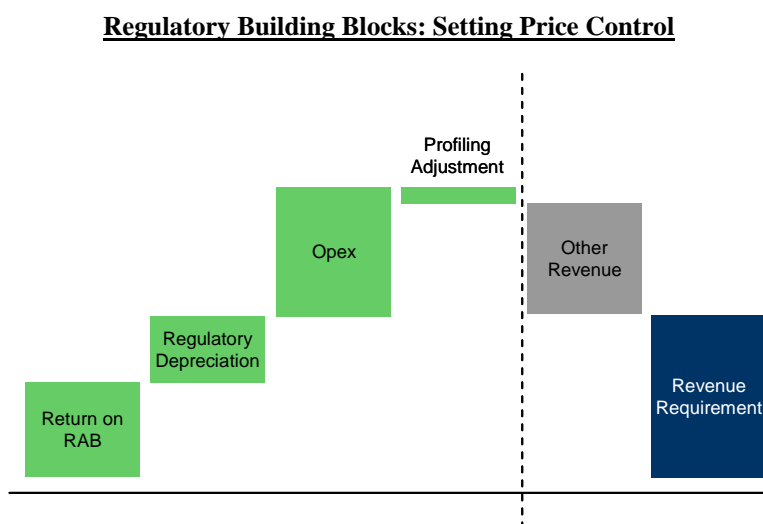 Regulatory Building Blocks: Setting Price Control
Profiling
Adjustment
Opex
Other
Revenue
Regulatory
Depreciation
Return on
RAB
Revenue
Requirement